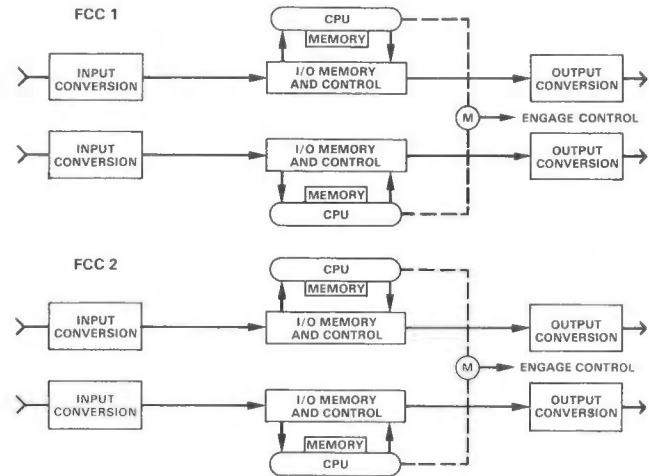 FCC 1
CPU
MEMORY
INPUT
CONVERSION
I/O MEMORY
AND CONTROL
OUTPUT
CONVERSION
M
ENGAGE CONTROL
INPUT
CONVERSION
I/O MEMORY
AND CONTROL
OUTPUT
CONVERSION
MEMORY
CPU
FCC 2
CPU
MEMORY
INPUT
CONVERSION
I/O MEMORY
AND CONTROL
OUTPUT
CONVERSION
M
ENGAGE CONTROL
INPUT
CONVERSION
I/O MEMORY
AND CONTROL
OUTPUT
CONVERSION
MEMORY
CPU